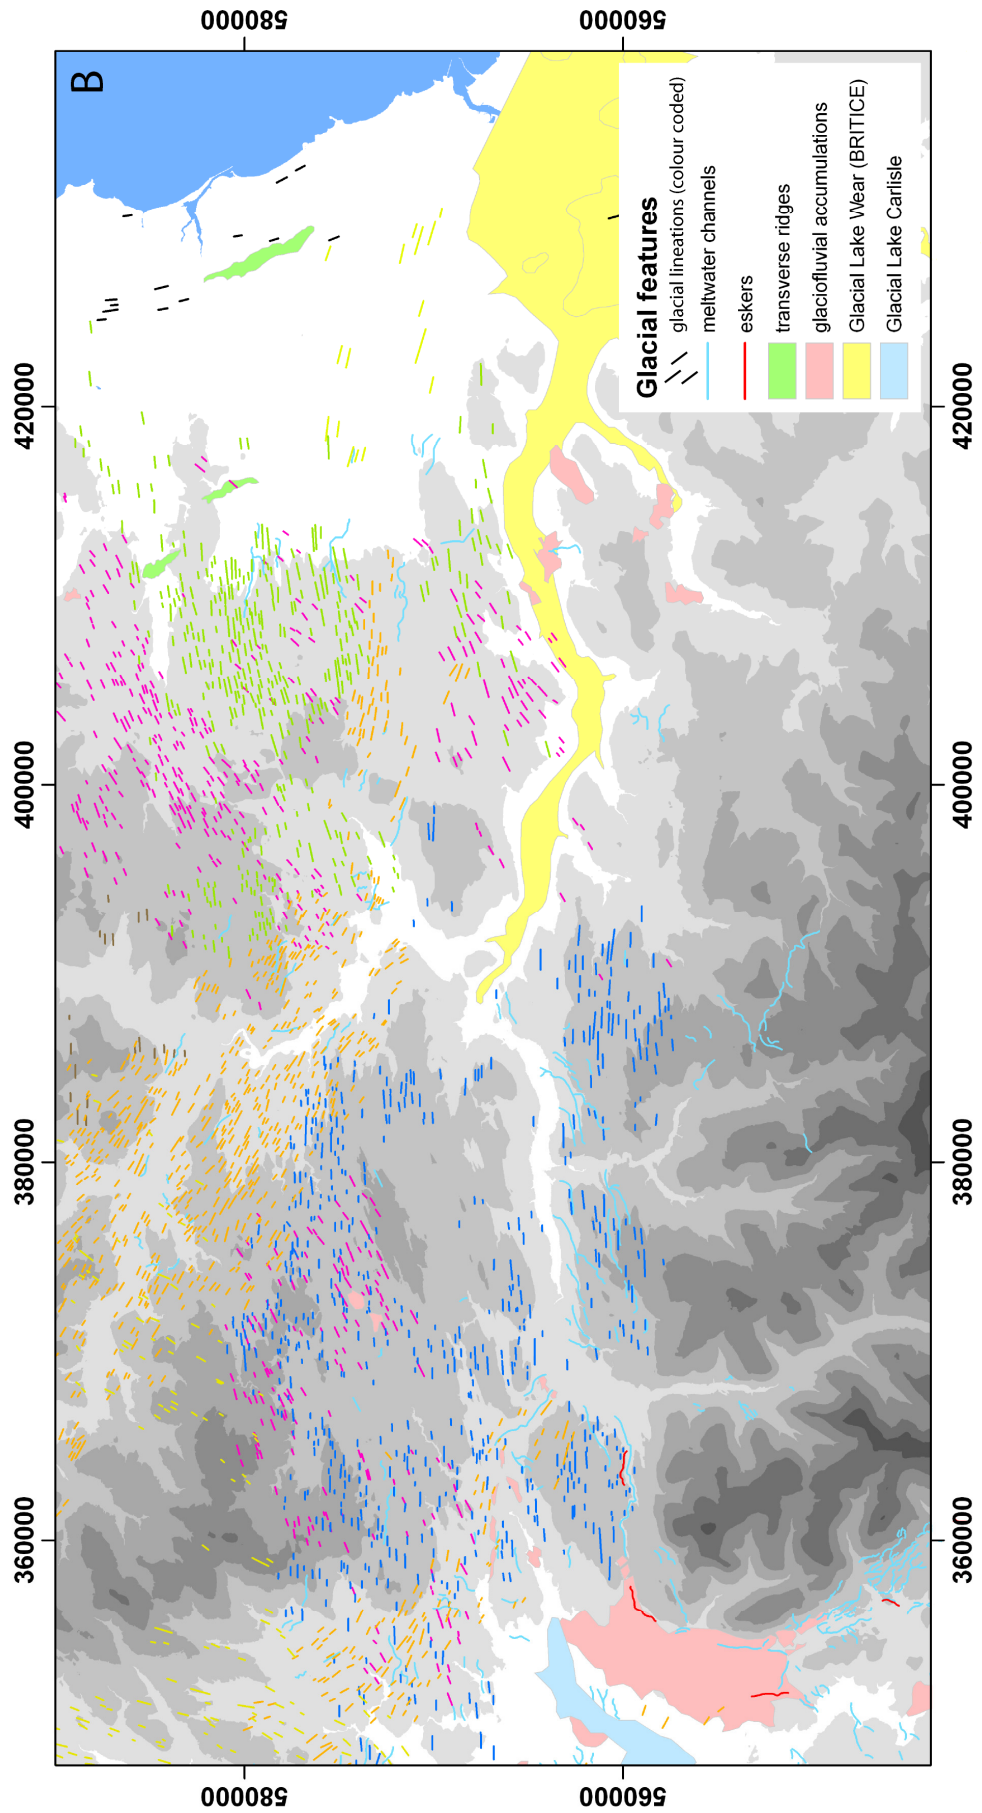 360000 380000 400000 420000
B
580000 580000
560000 560000
Glacial features
glacial lineations (colour coded)
meltwater channels
eskers
transverse ridges
glaciofluvial accumulations
Glacial Lake Wear (BRITICE)
Glacial Lake Carlisle
360000 380000 400000 420000